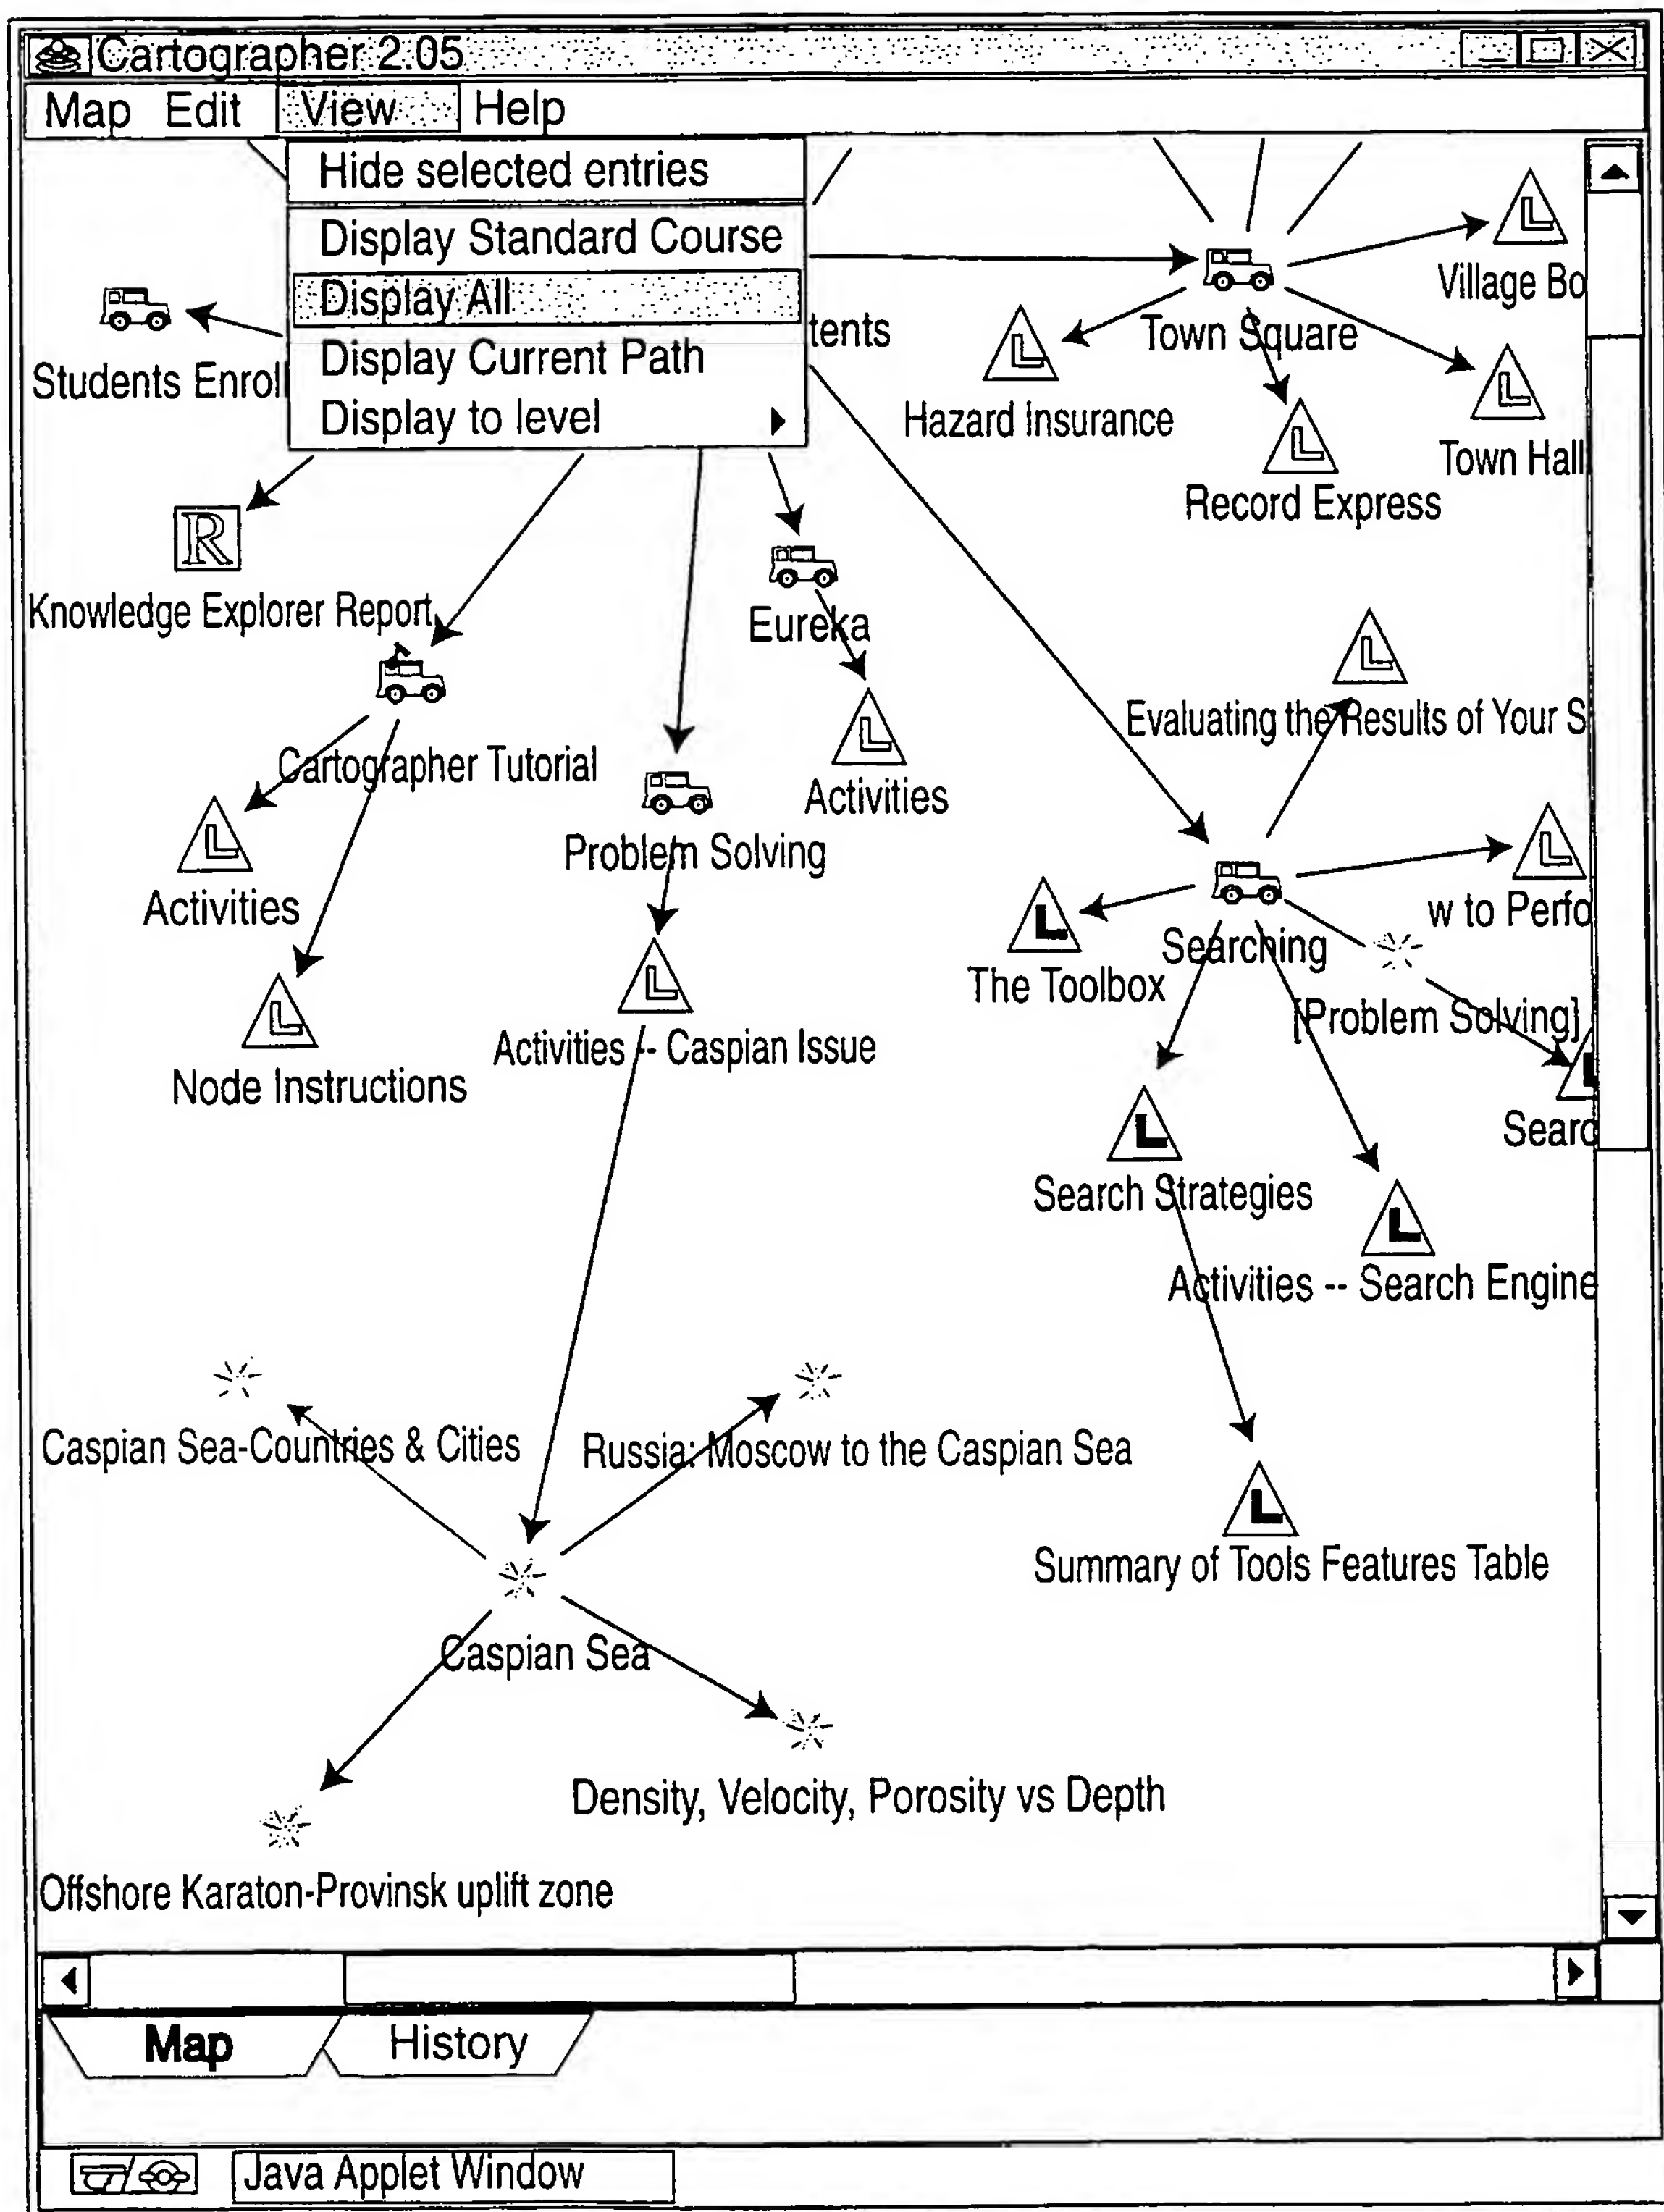 Cartographer 2.05
Map Edit View Help
Hide selected entries
Display Standard Course
Display All
Display Current Path
Display to level
tents
Students Enroll
Village Bo
Town Square
Hazard Insurance
Town Hall
Record Express
R
Knowledge Explorer Report
Eureka
Evaluating the Results of Your S
Cartographer Tutorial
Activities
Problem Solving
Activities
w to Perfo
Searching
The Toolbox
[Problem Solving]
Activities -- Caspian Issue
Node Instructions
Searc
Search Strategies
Activities -- Search Engine
Caspian Sea-Countries & Cities
Russia: Moscow to the Caspian Sea
Summary of Tools Features Table
Caspian Sea
Density, Velocity, Porosity vs Depth
Offshore Karaton-Provinsk uplift zone
Map History
Java Applet Window